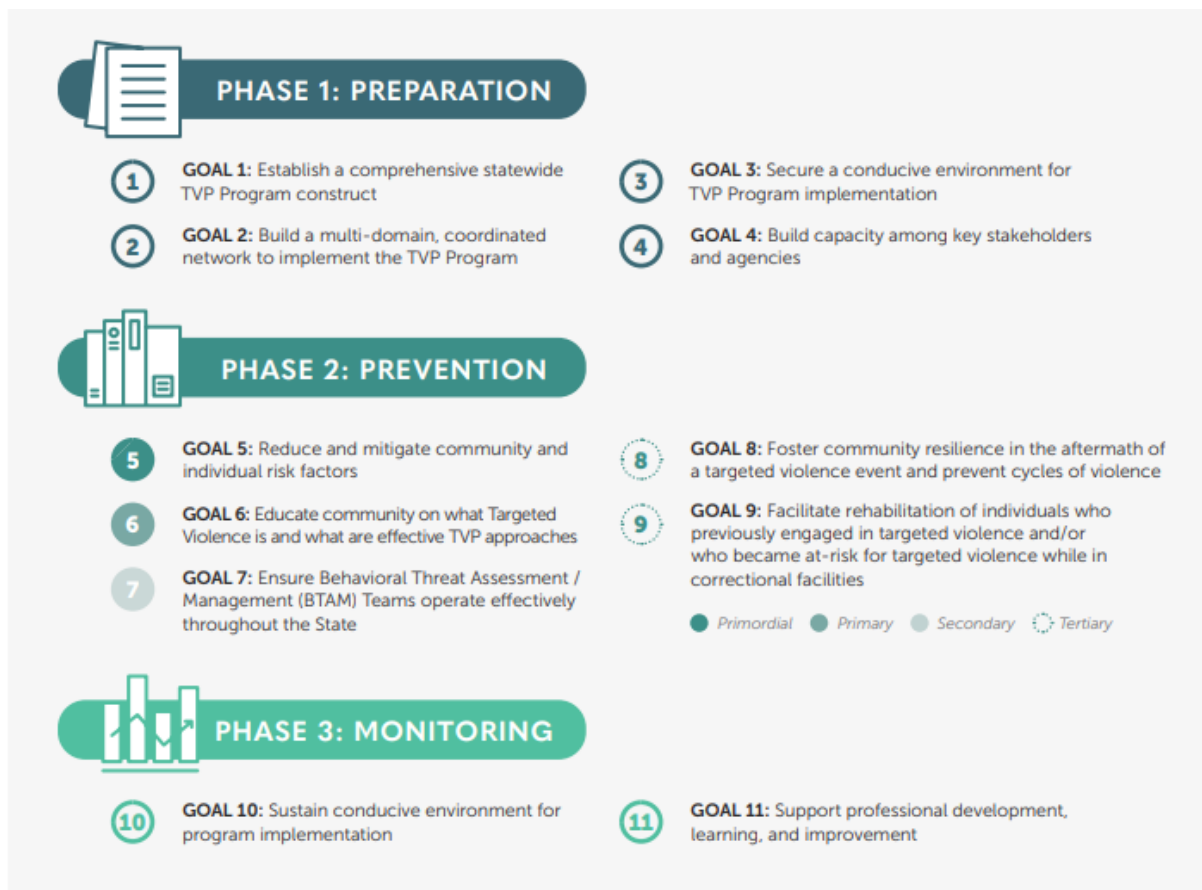 PHASE 1: PREPARATION
1
GOAL 1: Establish a comprehensive statewide
TVP Program construct
2
GOAL 2: Build a multi-domain, coordinated
network to implement the TVP Program
3
GOAL 3: Secure a conducive environment for
TVP Program implementation
4
GOAL 4: Build capacity among key stakeholders
and agencies
PHASE 2: PREVENTION
5
GOAL 5: Reduce and mitigate community and
individual risk factors
6
GOAL 6: Educate community on what Targeted
Violence is and what are effective TVP approaches
7
GOAL 7: Ensure Behavioral Threat Assessment /
Management (BTAM) Teams operate effectively
throughout the State
8
GOAL 8: Foster community resilience in the aftermath of
a targeted violence event and prevent cycles of violence
9
GOAL 9: Facilitate rehabilitation of individuals who
previously engaged in targeted violence and/or
who became at-risk for targeted violence while in
correctional facilities
Primordial Primary Secondary Tertiary
PHASE 3: MONITORING
10
GOAL 10: Sustain conducive environment for
program implementation
11
GOAL 11: Support professional development,
learning, and improvement